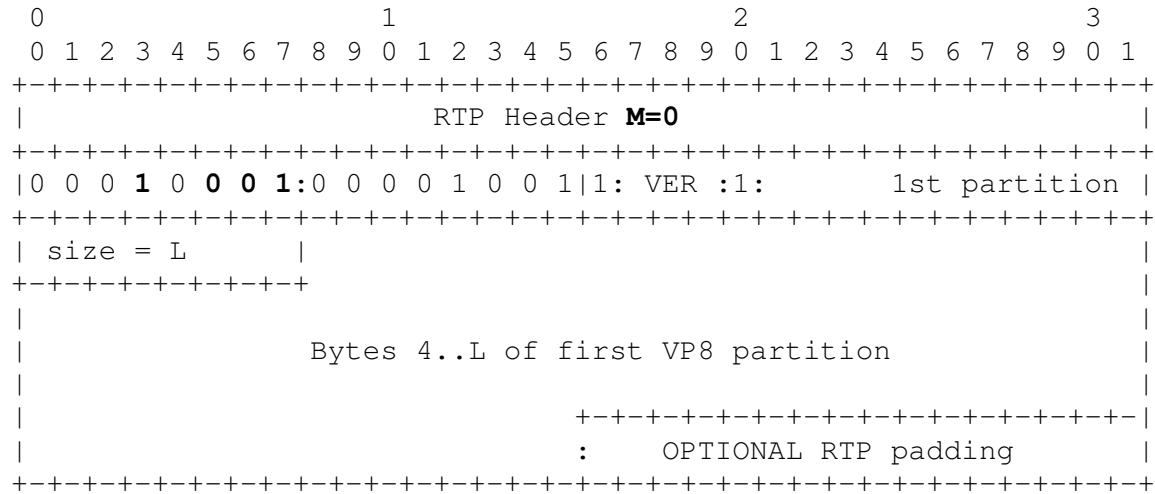 0                   1                   2                   3
 0 1 2 3 4 5 6 7 8 9 0 1 2 3 4 5 6 7 8 9 0 1 2 3 4 5 6 7 8 9 0 1
+-+-+-+-+-+-+-+-+-+-+-+-+-+-+-+-+-+-+-+-+-+-+-+-+-+-+-+-+-+-+-+-+
|                       RTP Header M=0                          |
+-+-+-+-+-+-+-+-+-+-+-+-+-+-+-+-+-+-+-+-+-+-+-+-+-+-+-+-+-+-+-+-+
|0 0 0 1 0 0 0 1:0 0 0 0 1 0 0 1|1: VER :1:       1st partition |
+-+-+-+-+-+-+-+-+-+-+-+-+-+-+-+-+-+-+-+-+-+-+-+-+-+-+-+-+-+-+-+-+
| size = L      |                                               |
+-+-+-+-+-+-+-+-+                                               |
|                                                               |
|                Bytes 4..L of first VP8 partition              |
|                                                               |
|                               +-+-+-+-+-+-+-+-+-+-+-+-+-+-+-+-|
|                               :    OPTIONAL RTP padding       |
+-+-+-+-+-+-+-+-+-+-+-+-+-+-+-+-+-+-+-+-+-+-+-+-+-+-+-+-+-+-+-+-+